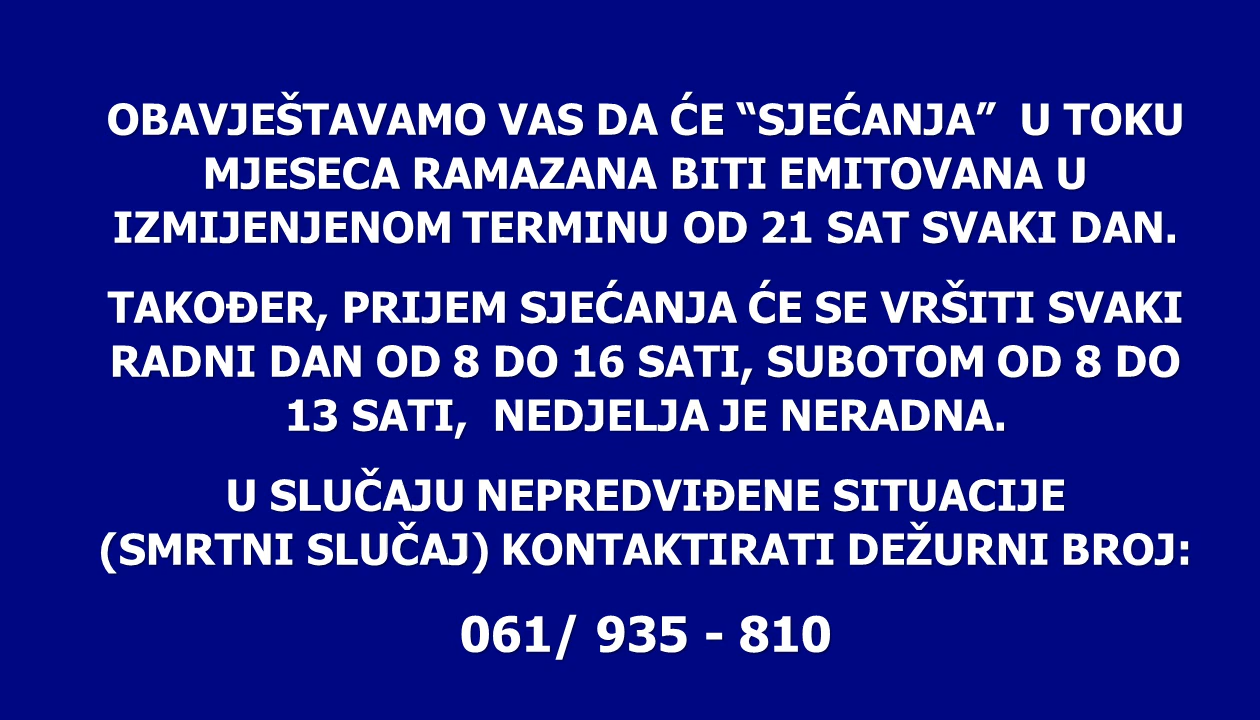 OBAVJEŠTAVAMO VAS DA ĆE “SJEĆANJA”  U TOKU
MJESECA RAMAZANA BITI EMITOVANA U
IZMIJENJENOM TERMINU OD 21 SAT SVAKI DAN.
TAKOĐER, PRIJEM SJEĆANJA ĆE SE VRŠITI SVAKI
RADNI DAN OD 8 DO 16 SATI, SUBOTOM OD 8 DO
13 SATI,  NEDJELJA JE NERADNA.
U SLUČAJU NEPREDVIĐENE SITUACIJE
(SMRTNI SLUČAJ) KONTAKTIRATI DEŽURNI BROJ:
061/ 935 - 810